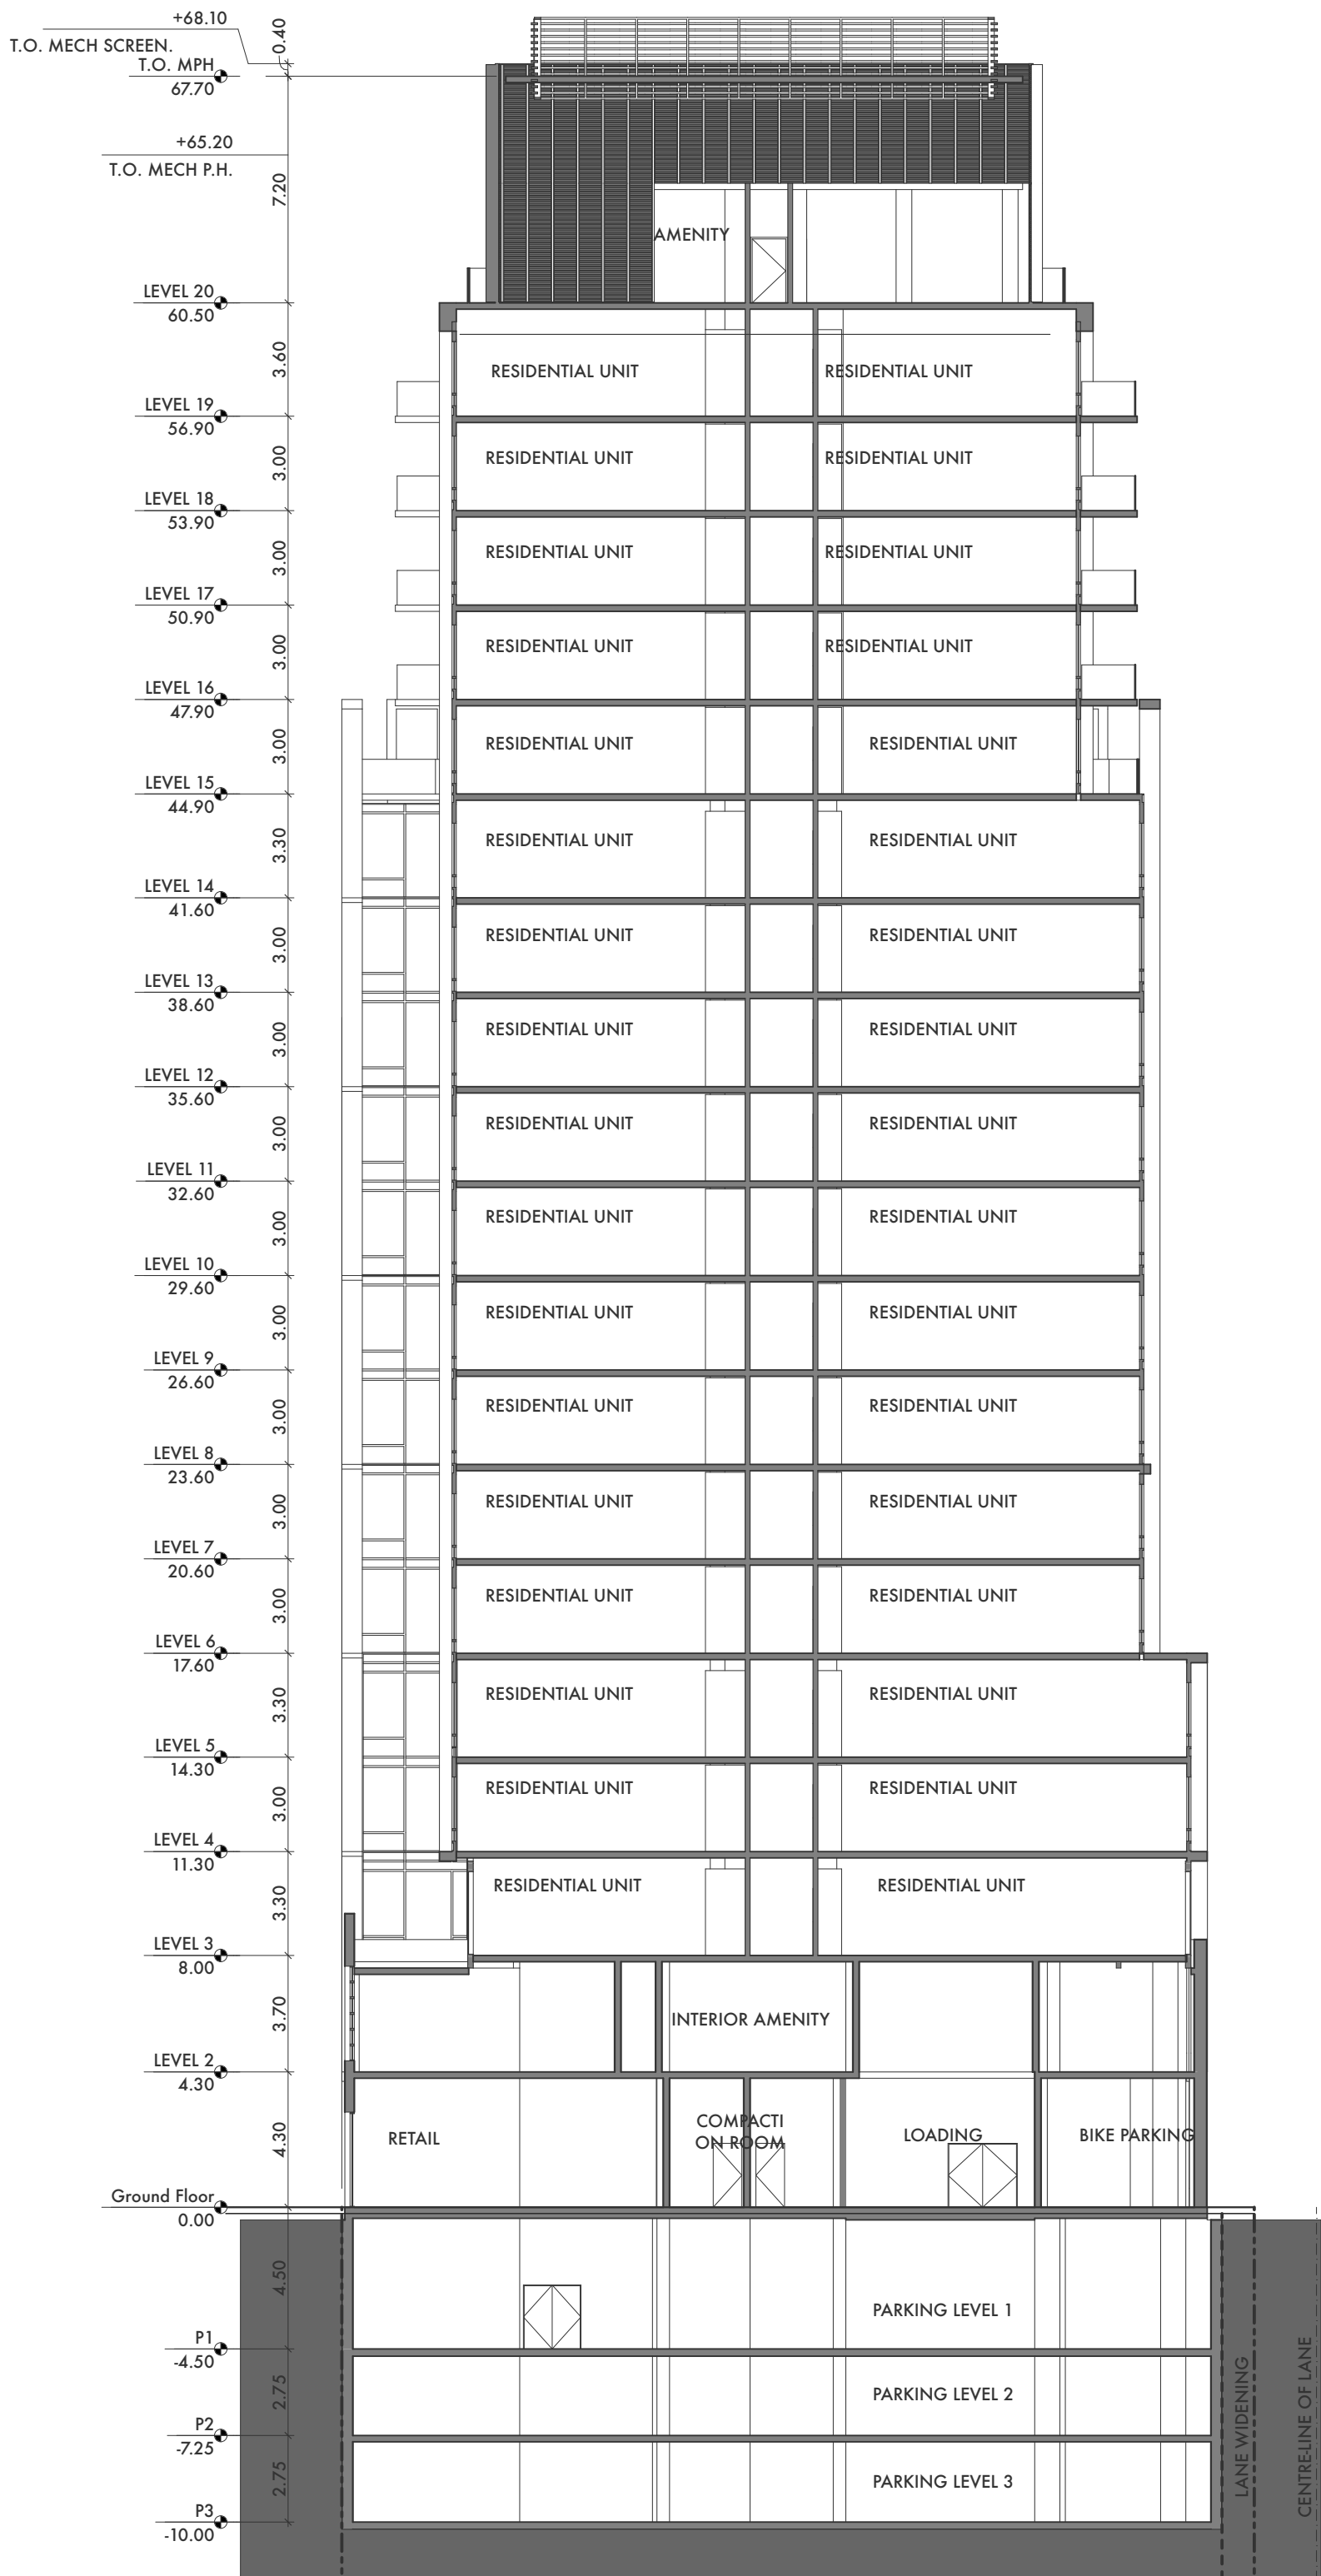 +68.10
T.O. MECH SCREEN.
0.40
T.O. MPH
67.70
+65.20
T.O. MECH P.H.
7.20
AMENITY
LEVEL 20
60.50
3.60
RESIDENTIAL UNIT
RESIDENTIAL UNIT
LEVEL 19
56.90
3.00
RESIDENTIAL UNIT
RESIDENTIAL UNIT
LEVEL 18
53.90
3.00
RESIDENTIAL UNIT
RESIDENTIAL UNIT
LEVEL 17
50.90
3.00
RESIDENTIAL UNIT
RESIDENTIAL UNIT
LEVEL 16
47.90
3.00
RESIDENTIAL UNIT
RESIDENTIAL UNIT
LEVEL 15
44.90
3.30
RESIDENTIAL UNIT
RESIDENTIAL UNIT
LEVEL 14
41.60
3.00
RESIDENTIAL UNIT
RESIDENTIAL UNIT
LEVEL 13
38.60
3.00
RESIDENTIAL UNIT
RESIDENTIAL UNIT
LEVEL 12
35.60
3.00
RESIDENTIAL UNIT
RESIDENTIAL UNIT
LEVEL 11
32.60
3.00
RESIDENTIAL UNIT
RESIDENTIAL UNIT
LEVEL 10
29.60
3.00
RESIDENTIAL UNIT
RESIDENTIAL UNIT
LEVEL 9
26.60
3.00
RESIDENTIAL UNIT
RESIDENTIAL UNIT
LEVEL 8
23.60
3.00
RESIDENTIAL UNIT
RESIDENTIAL UNIT
LEVEL 7
20.60
3.00
RESIDENTIAL UNIT
RESIDENTIAL UNIT
LEVEL 6
17.60
3.30
RESIDENTIAL UNIT
RESIDENTIAL UNIT
LEVEL 5
14.30
3.00
RESIDENTIAL UNIT
RESIDENTIAL UNIT
LEVEL 4
11.30
3.30
RESIDENTIAL UNIT
RESIDENTIAL UNIT
LEVEL 3
8.00
3.70
INTERIOR AMENITY
LEVEL 2
4.30
4.30
RETAIL
COMPACTI
ON ROOM
LOADING
BIKE PARKING
Ground Floor
0.00
4.50
PARKING LEVEL 1
P1
-4.50
2.75
PARKING LEVEL 2
P2
-7.25
2.75
PARKING LEVEL 3
P3
-10.00
LANE WIDENING
CENTRE-LINE OF LANE